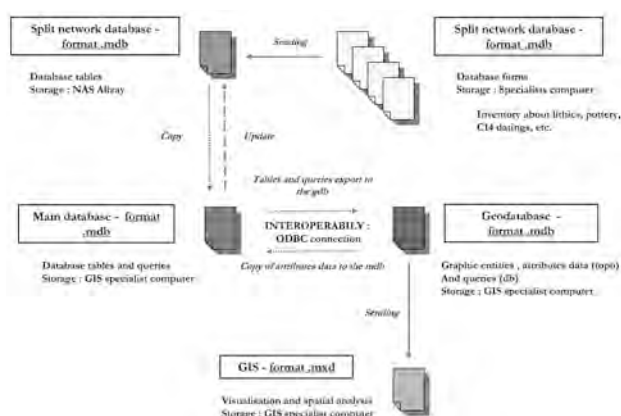 Split network database -
format .mdb
Database tables
Storage : NAS Allray
Sending
Split network database -
format .mdb
Database forms
Storage : Specialists computer
Inventory about lithics, pottery,
C14 datings, etc.
Copy
Update
Tables and queries export to
the gdb
Main database - format
.mdb
Database tables and queries
Storage : GIS specialist computer
INTEROPERABILY :
ODBC connection
Copy of attributes data to the mdb
Geodatabase -
format .mdb
Graphic entities , attributes data (topo)
And queries (db)
Storage : GIS specialist computer
Sending
GIS - format .mxd
Visualisation and spatial analysis
Storage : GIS specialist computer